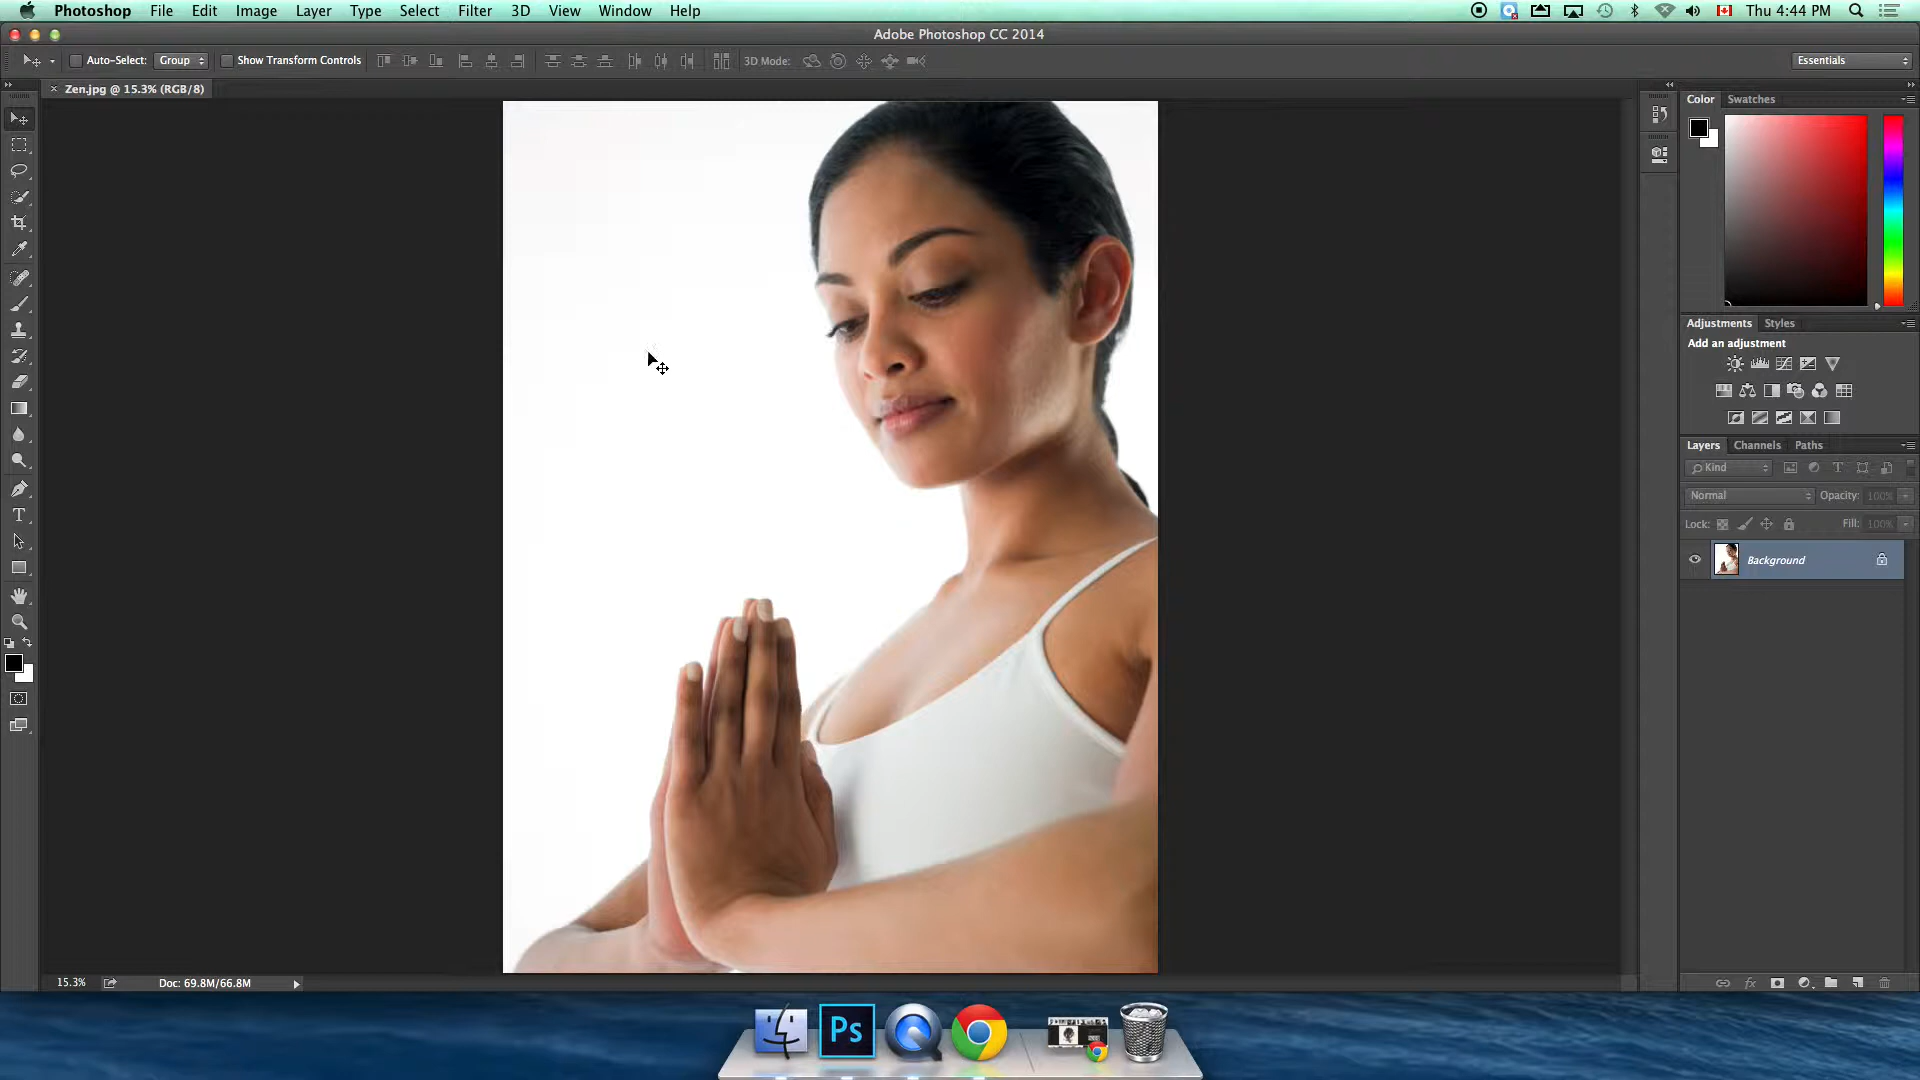 Photoshop File Edit Image Layer Type Select Filter 3D View Window Help Thu 4:44 PM
Adobe Photoshop CC 2014
Auto-Select: Group Show Transform Controls 3D Mode: Essentials
Zen.jpg @ 15.3% (RGB/8)
Color Swatches
Adjustments Styles
Add an adjustment
Layers Channels Paths
Kind
Normal Opacity: 100%
Lock: Fill: 100%
Background
15.3% Doc: 69.8M/66.8M
Ps